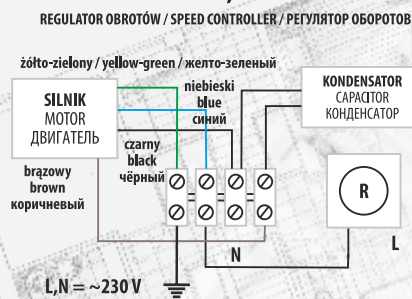 REGULATOR OBROTÓW / SPEED CONTROLLER / РЕГУЛЯТОР ОБОРОТОВ
żółto-zielony / yellow-green / желто-зеленый
SILNIK
MOTOR
ДВИГАТЕЛЬ
niebieski
blue
синий
KONDENSATOR
CAPACITOR
КОНДЕНСАТОР
czarny
black
чёрный
brązowy
brown
коричневый
R
L
N
L,N = ~230 V